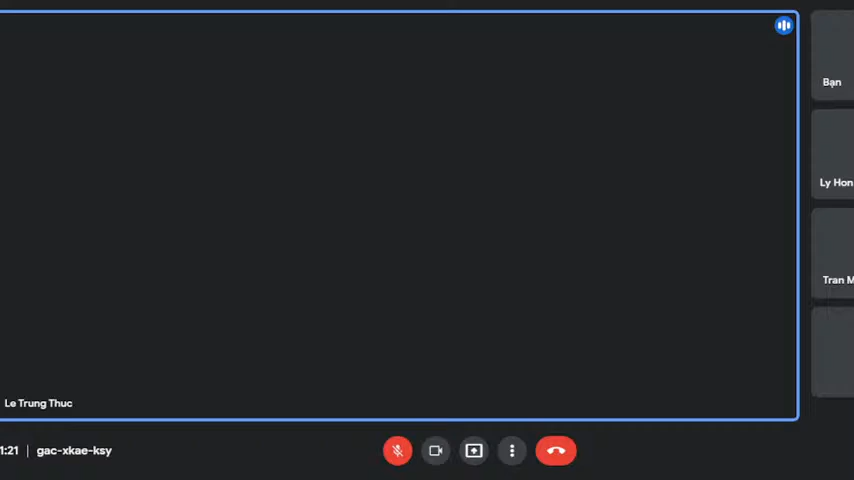 Bạn
Ly Hon
Tran M
Le Trung Thuc
1:21 | gac-xkae-ksy